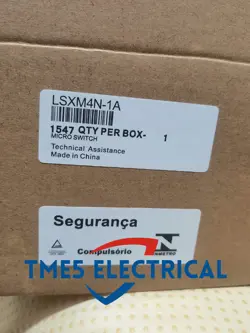 LSXM4N-1A
1547 QTY PER BOX- 1
MICRO SWITCH
Technical Assistance
Made in China
Segurança
Compulsório
TME5 ELECTRICAL